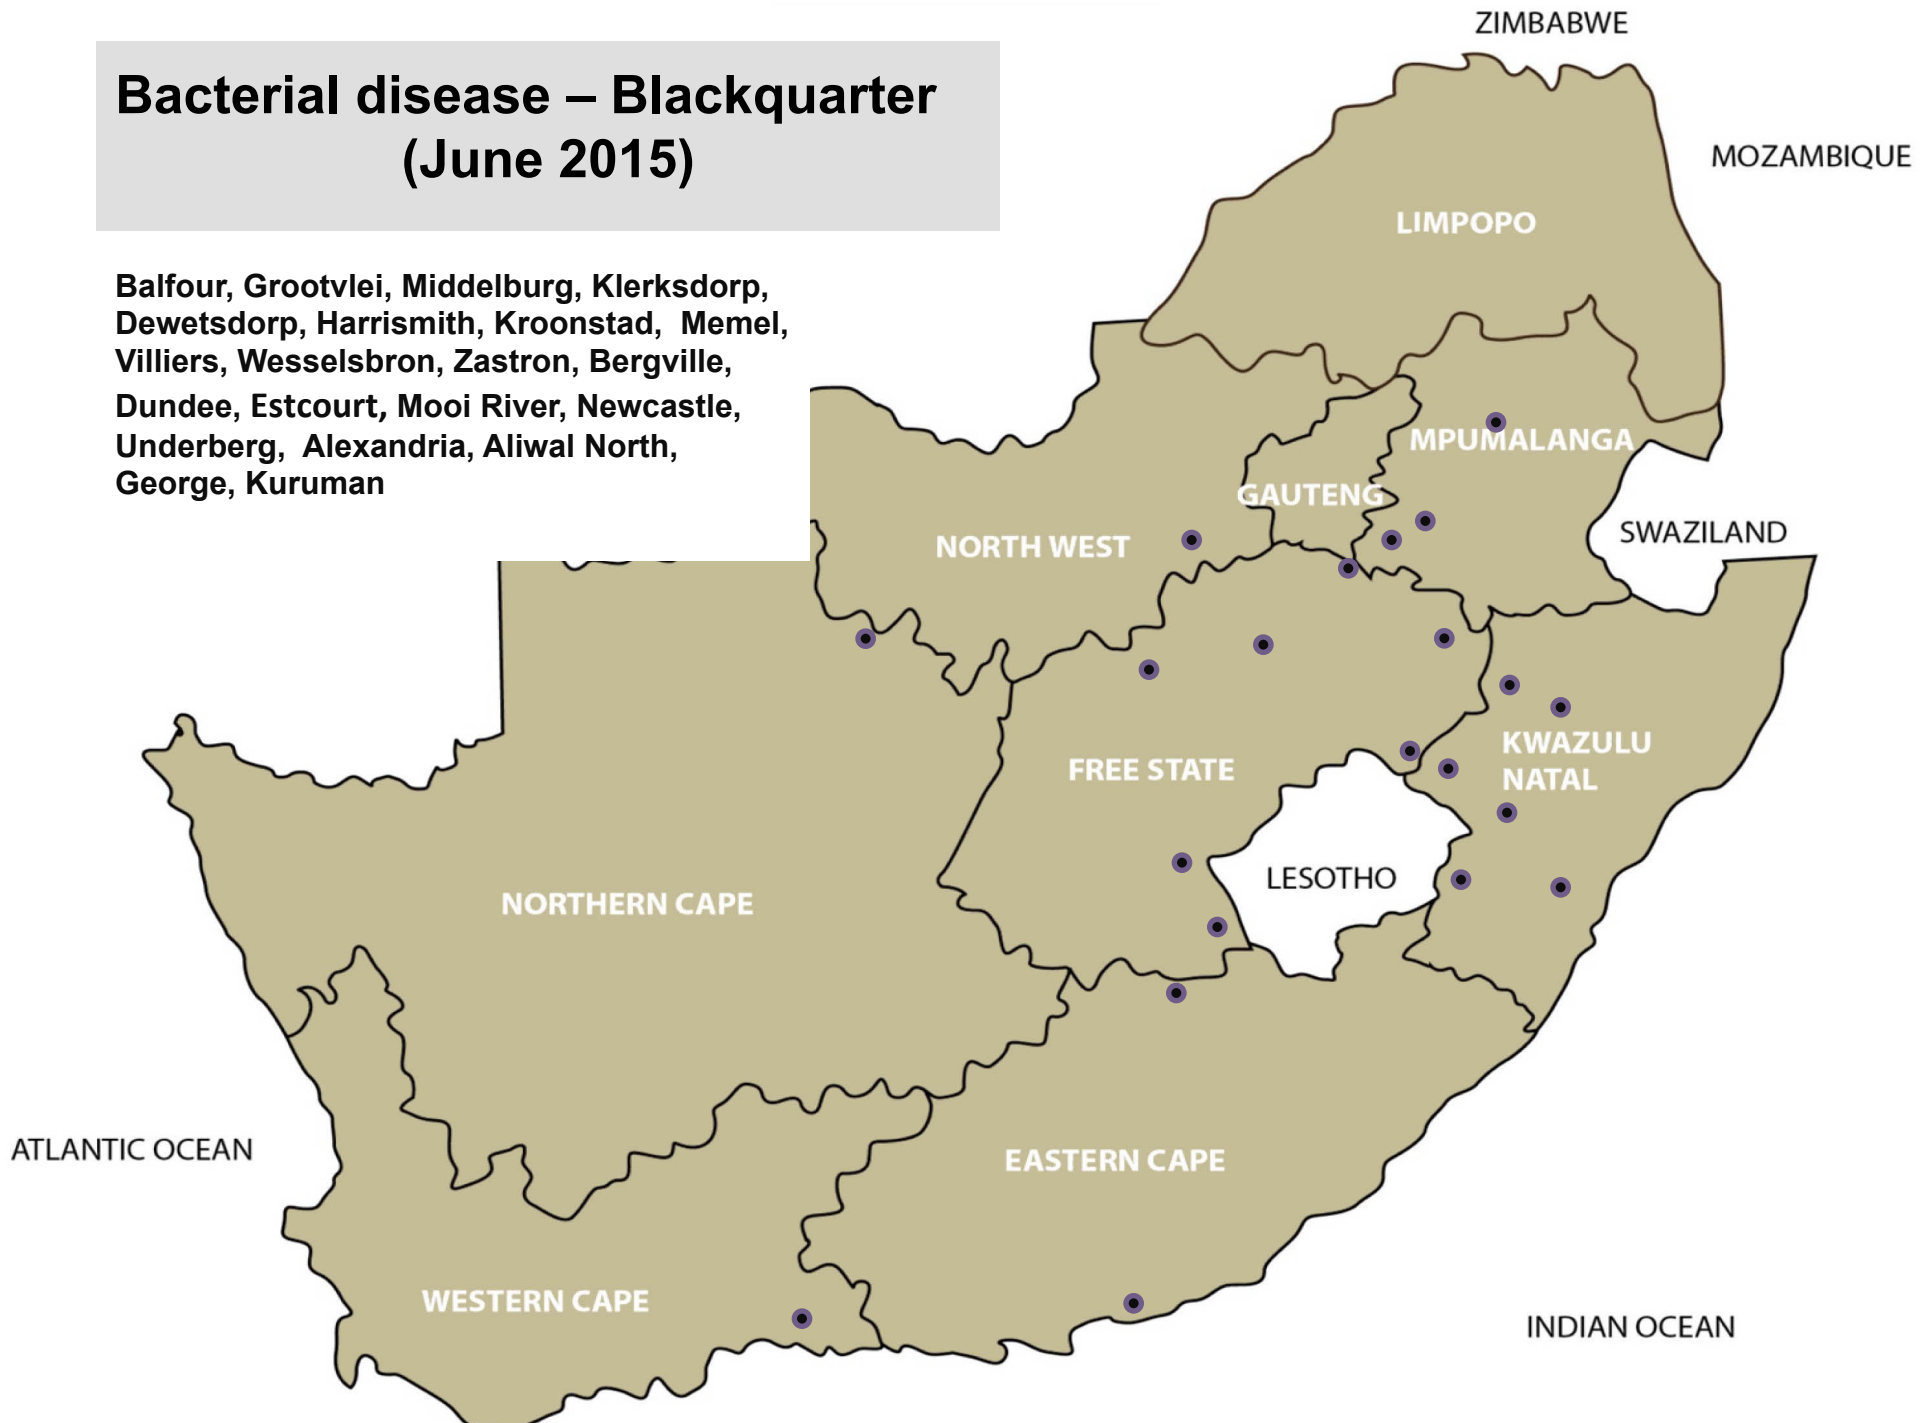 Bacterial disease – Blackquarter
(June 2015)
Balfour, Grootvlei, Middelburg, Klerksdorp,
Dewetsdorp, Harrismith, Kroonstad, Memel,
Villiers, Wesselsbron, Zastron, Bergville,
Dundee, Estcourt, Mooi River, Newcastle,
Underberg, Alexandria, Aliwal North,
George, Kuruman
ZIMBABWE
MOZAMBIQUE
LIMPOPO
MPUMALANGA
GAUTENG
SWAZILAND
NORTH WEST
KWAZULU
NATAL
FREE STATE
LESOTHO
NORTHERN CAPE
ATLANTIC OCEAN
EASTERN CAPE
WESTERN CAPE
INDIAN OCEAN